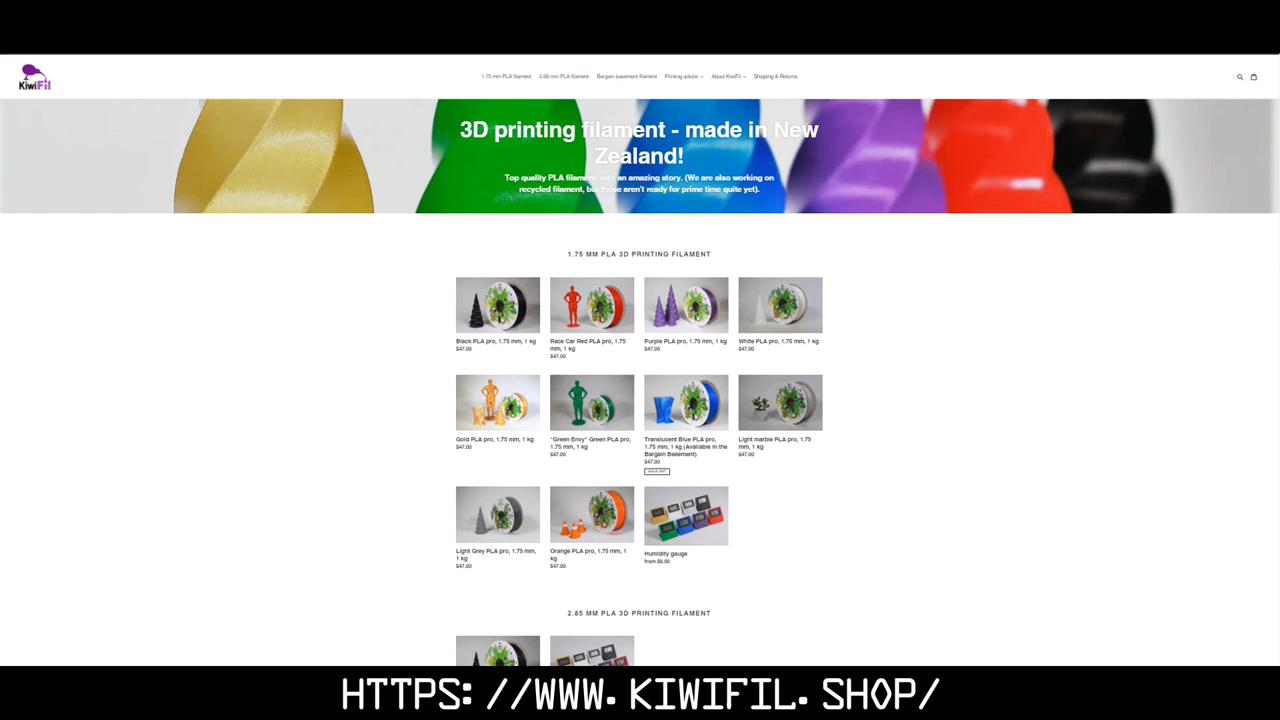 KiwiFil
1.75 mm PLA filament
2.85 mm PLA filament
Bargain basement filament
Printing advice
About KiwiFil
Shipping & Returns
3D printing filament - made in New
Zealand!
Top quality PLA filament, with an amazing story. (We are also working on
recycled filament, but those aren't ready for prime time quite yet).
1.75 MM PLA 3D PRINTING FILAMENT
Black PLA pro, 1.75 mm, 1 kg
$47.00
Race Car Red PLA pro, 1.75
mm, 1 kg
$47.00
Purple PLA pro, 1.75 mm, 1 kg
$47.00
White PLA pro, 1.75 mm, 1 kg
$47.00
Gold PLA pro, 1.75 mm, 1 kg
$47.00
"Green Envy" Green PLA pro,
1.75 mm, 1 kg
$47.00
Translucent Blue PLA pro,
1.75 mm, 1 kg (Available in the
Bargain Basement)
$47.00
SOLD OUT
Light marble PLA pro, 1.75
mm, 1 kg
$47.00
Light Grey PLA pro, 1.75 mm,
1 kg
$47.00
Orange PLA pro, 1.75 mm, 1
kg
$47.00
Humidity gauge
from $6.00
2.85 MM PLA 3D PRINTING FILAMENT
HTTPS://WWW.KIWIFIL.SHOP/